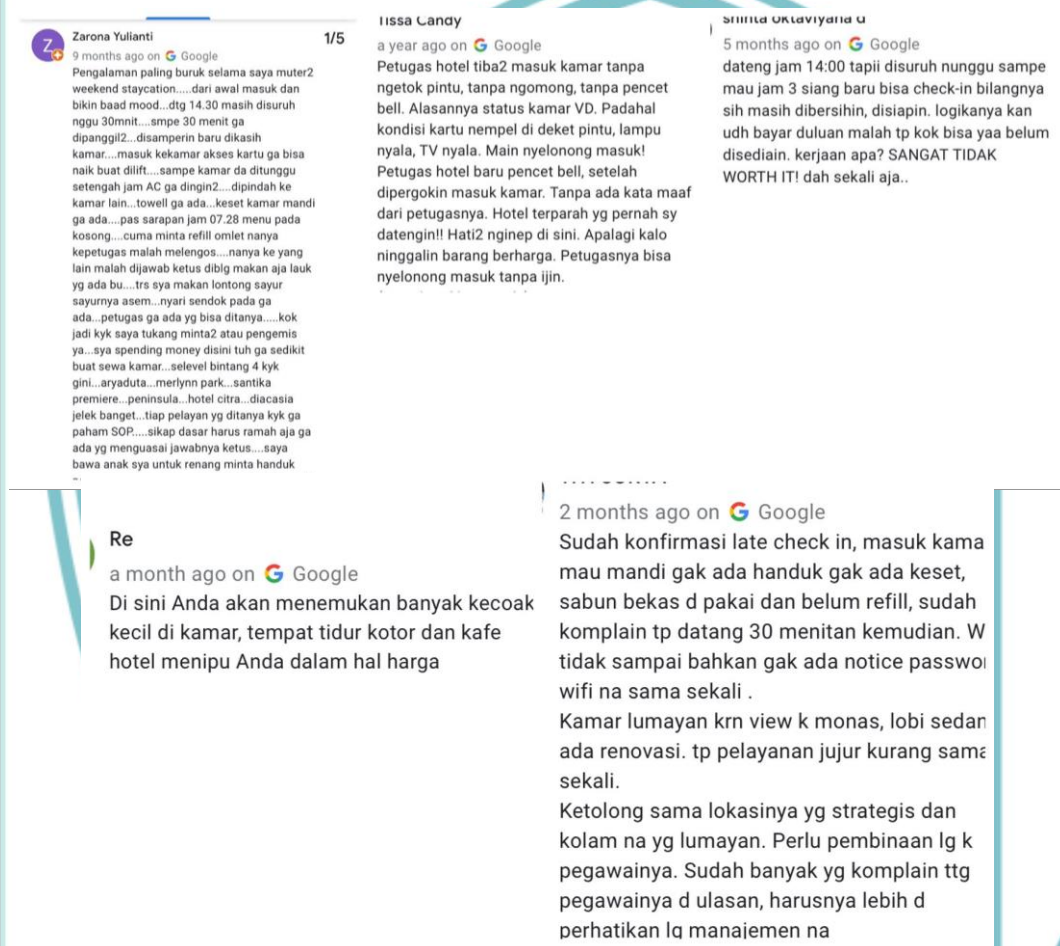 Zarona Yulianti
1/5
9 months ago on Google
Pengalaman paling buruk selama saya muter2
weekend staycation.....dari awal masuk dan
bikin baad mood...dtg 14.30 masih disuruh
nggu 30mnit....smpe 30 menit ga
dipanggil2...disamperin baru dikasih
kamar....masuk kekamar akses kartu ga bisa
naik buat dilift....sampe kamar da ditunggu
setengah jam AC ga dingin2....dipindah ke
kamar lain...towell ga ada...keset kamar mandi
ga ada....pas sarapan jam 07.28 menu pada
kosong....cuma minta refill omlet nanya
kepetugas malah melengos....nanya ke yang
lain malah dijawab ketus diblg makan aja lauk
yg ada bu....trs sya makan lontong sayur
sayurnya asem...nyari sendok pada ga
ada...petugas ga ada yg bisa ditanya.....kok
jadi kyk saya tukang minta2 atau pengemis
ya...sya spending money disini tuh ga sedikit
buat sewa kamar...selevel bintang 4 kyk
gini...aryaduta...merlynn park...santika
premiere...peninsula...hotel citra...diacasia
jelek banget...tiap pelayan yg ditanya kyk ga
paham SOP.....sikap dasar harus ramah aja ga
ada yg menguasai jawabnya ketus....saya
bawa anak sya untuk renang minta handuk
Tissa Candy
a year ago on Google
Petugas hotel tiba2 masuk kamar tanpa
ngetok pintu, tanpa ngomong, tanpa pencet
bell. Alasannya status kamar VD. Padahal
kondisi kartu nempel di deket pintu, lampu
nyala, TV nyala. Main nyelonong masuk!
Petugas hotel baru pencet bell, setelah
dipergokin masuk kamar. Tanpa ada kata maaf
dari petugasnya. Hotel terparah yg pernah sy
datengin!! Hati2 nginep di sini. Apalagi kalo
ninggalin barang berharga. Petugasnya bisa
nyelonong masuk tanpa ijin.
shinta oktaviyana d
5 months ago on Google
dateng jam 14:00 tapii disuruh nunggu sampe
mau jam 3 siang baru bisa check-in bilangnya
sih masih dibersihin, disiapin. logikanya kan
udh bayar duluan malah tp kok bisa yaa belum
disediain. kerjaan apa? SANGAT TIDAK
WORTH IT! dah sekali aja..
Re
a month ago on Google
Di sini Anda akan menemukan banyak kecoak
kecil di kamar, tempat tidur kotor dan kafe
hotel menipu Anda dalam hal harga
2 months ago on Google
Sudah konfirmasi late check in, masuk kama
mau mandi gak ada handuk gak ada keset,
sabun bekas d pakai dan belum refill, sudah
komplain tp datang 30 menitan kemudian. W
tidak sampai bahkan gak ada notice passwo
wifi na sama sekali .
Kamar lumayan krn view k monas, lobi sedan
ada renovasi. tp pelayanan jujur kurang sama
sekali.
Ketolong sama lokasinya yg strategis dan
kolam na yg lumayan. Perlu pembinaan lg k
pegawainya. Sudah banyak yg komplain ttg
pegawainya d ulasan, harusnya lebih d
perhatikan lg manajemen na